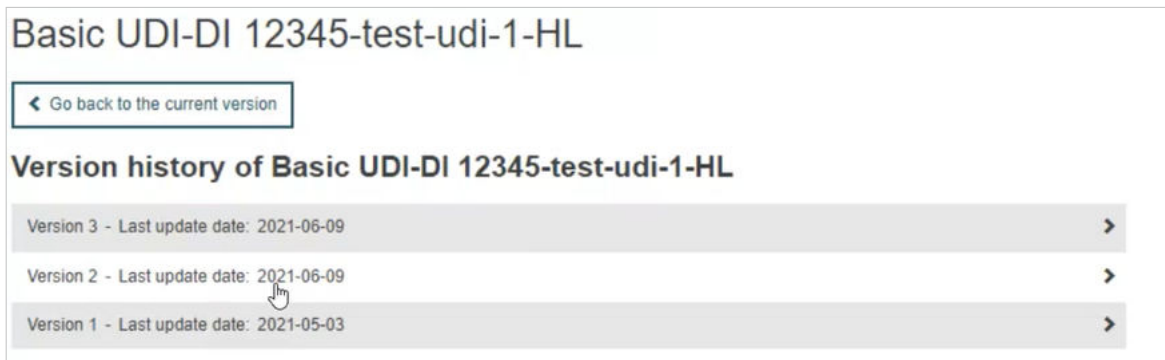 Basic UDI-DI 12345-test-udi-1-HL
Go back to the current version
Version history of Basic UDI-DI 12345-test-udi-1-HL
Version 3 - Last update date: 2021-06-09
Version 2 - Last update date: 2021-06-09
Version 1 - Last update date: 2021-05-03